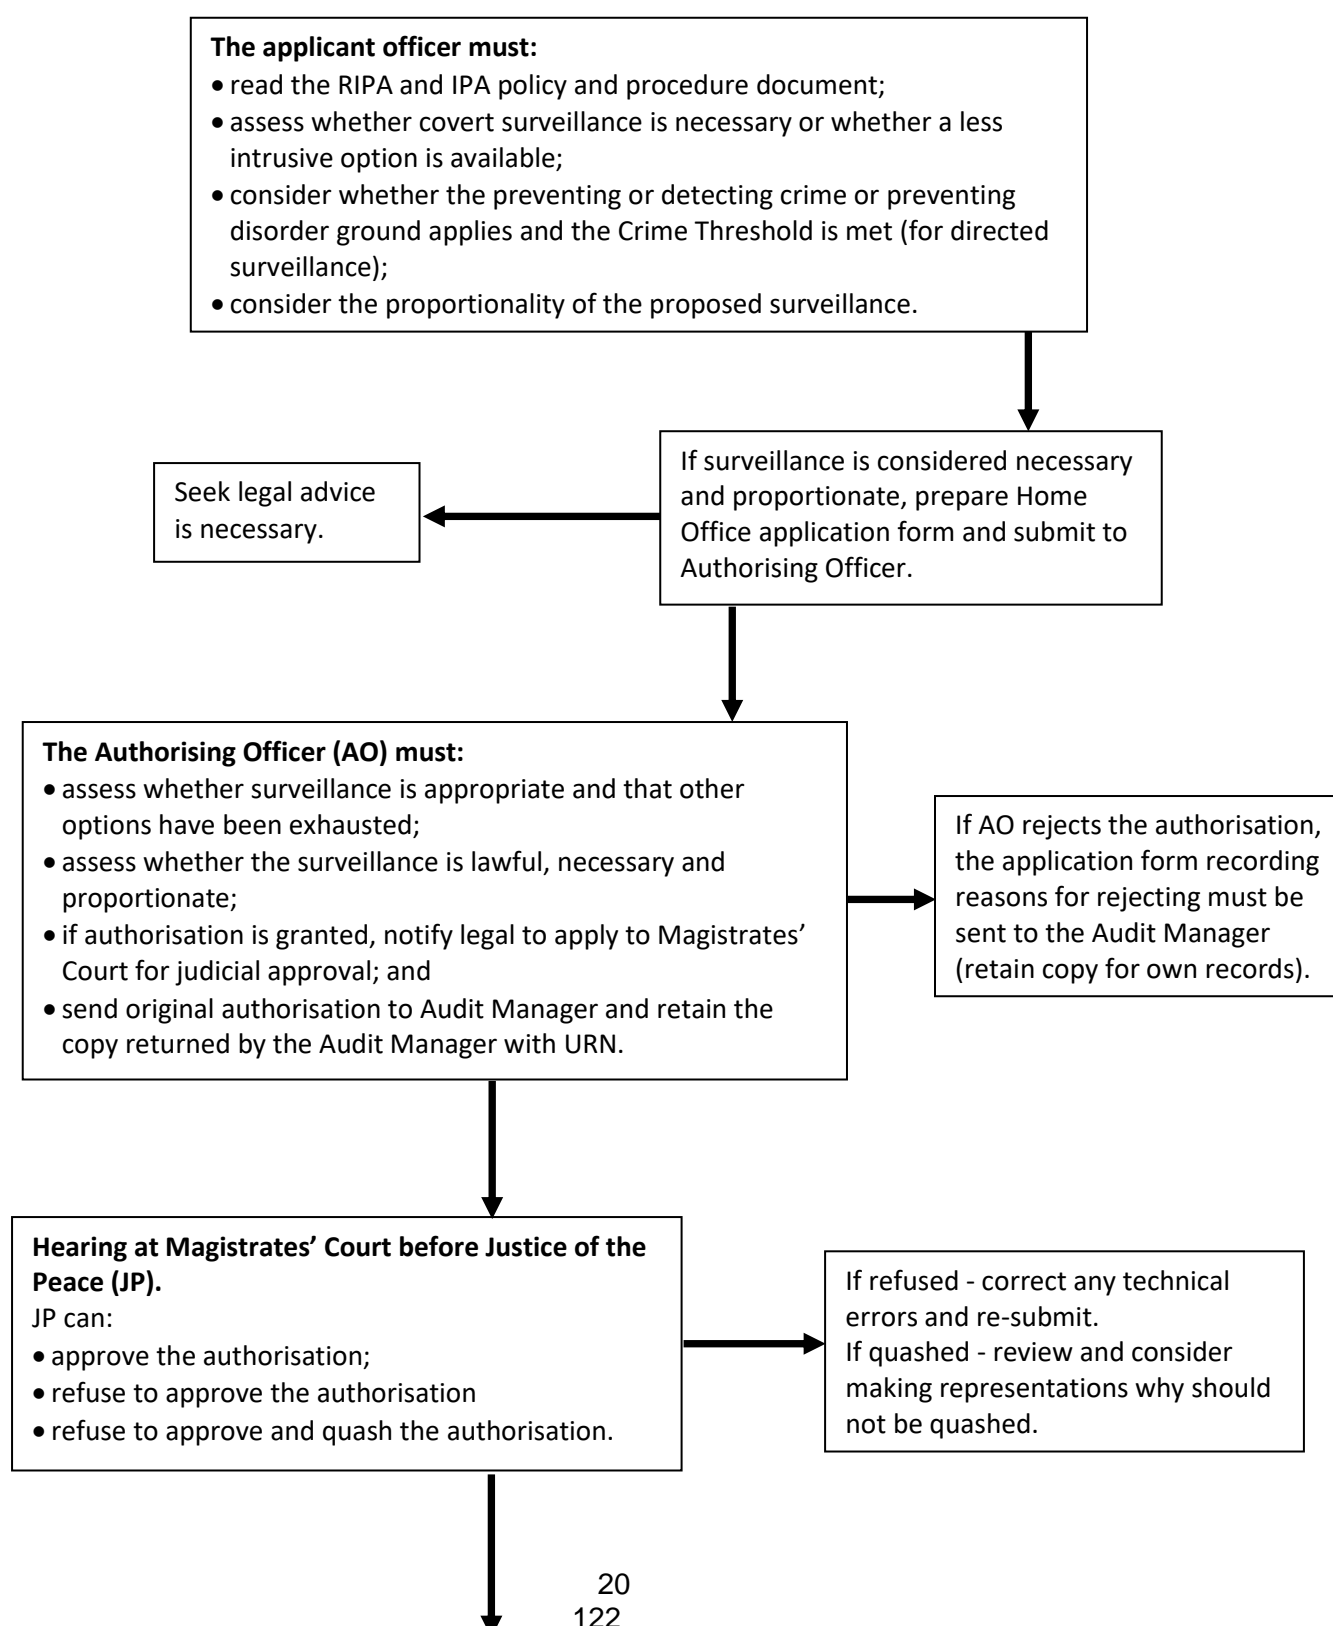 The applicant officer must:
• read the RIPA and IPA policy and procedure document;
• assess whether covert surveillance is necessary or whether a less
intrusive option is available;
• consider whether the preventing or detecting crime or preventing
disorder ground applies and the Crime Threshold is met (for directed
surveillance);
• consider the proportionality of the proposed surveillance.
If surveillance is considered necessary
and proportionate, prepare Home
Office application form and submit to
Authorising Officer.
Seek legal advice
is necessary.
The Authorising Officer (AO) must:
• assess whether surveillance is appropriate and that other
options have been exhausted;
• assess whether the surveillance is lawful, necessary and
proportionate;
• if authorisation is granted, notify legal to apply to Magistrates’
Court for judicial approval; and
• send original authorisation to Audit Manager and retain the
copy returned by the Audit Manager with URN.
If AO rejects the authorisation,
the application form recording
reasons for rejecting must be
sent to the Audit Manager
(retain copy for own records).
Hearing at Magistrates’ Court before Justice of the
Peace (JP).
JP can:
• approve the authorisation;
• refuse to approve the authorisation
• refuse to approve and quash the authorisation.
If refused - correct any technical
errors and re-submit.
If quashed - review and consider
making representations why should
not be quashed.
20
122